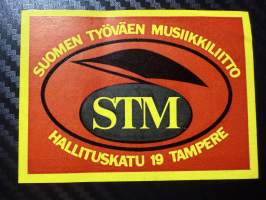 SUOMEN TYÖVÄEN MUSIIKKILIITTO
STM
HALLITUSKATU 19 TAMPERE